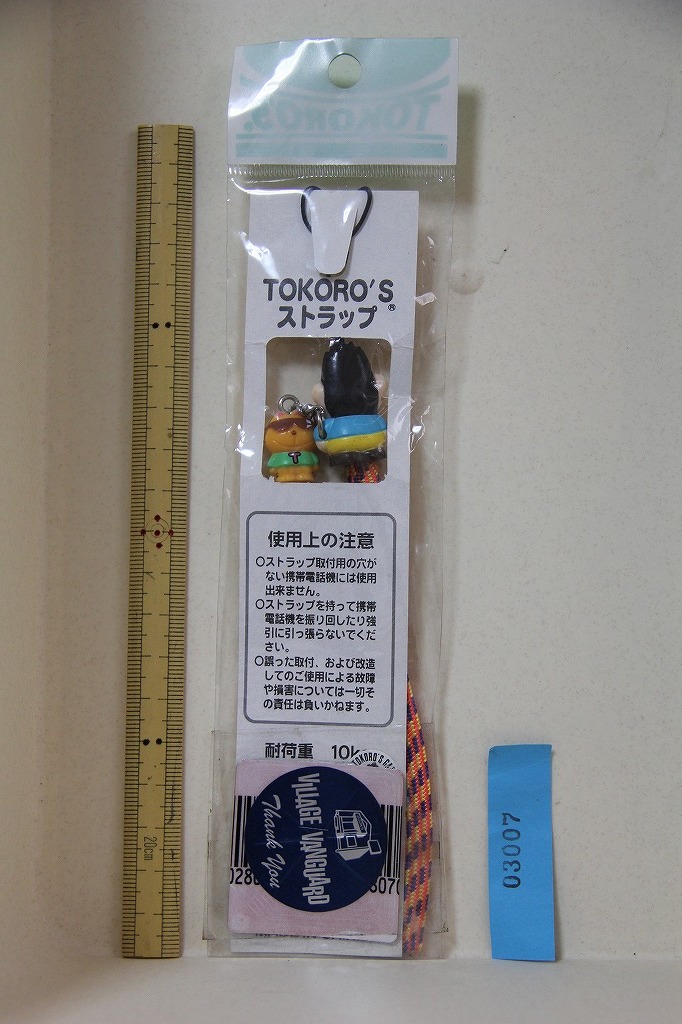 TOKORO'S
TOKORO'S®
ストラップ
T
使用上の注意
○ストラップ取付用の穴が
ない携帯電話機には使用
出来ません。
○ストラップを持って携帯
電話機を振り回したり強
引に引っ張らないでくだ
さい。
○誤った取付、および改造
してのご使用による故障
や損害については一切そ
の責任は負いかねます。
耐荷重 10k
TOKORO'S
VILLAGE/VANGUARD
Thank You
20cm
03007